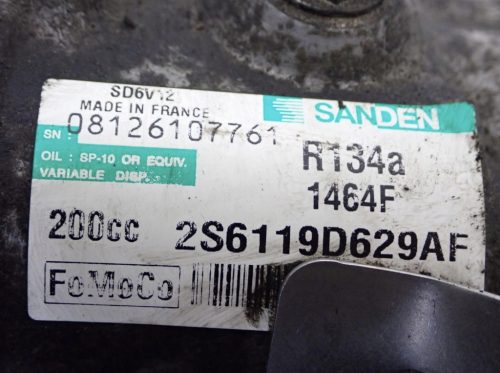 SD6V12
MADE IN FRANCE
SANDEN
SN: 08126107761
OIL: SP-10 OR EQUIV.
VARIABLE DISP.
R134a
1464F
200cc 2S6119D629AF
FoMoCo